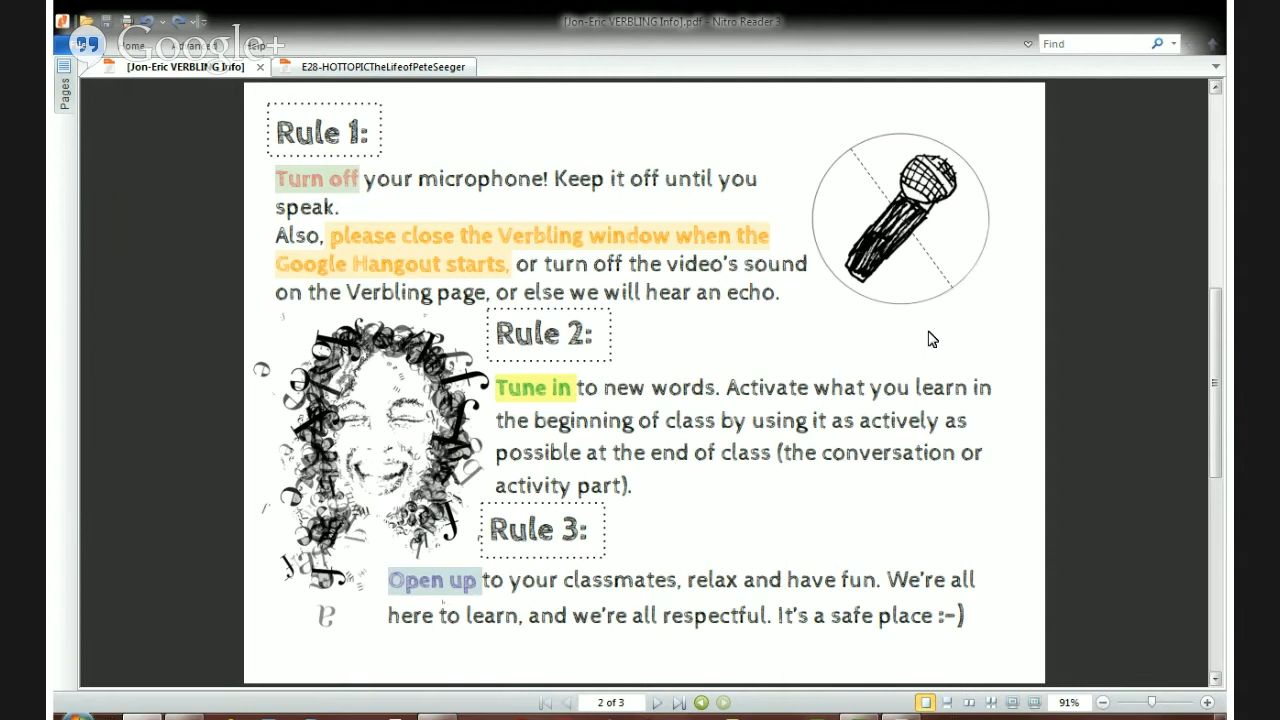 [Jon-Eric VERBLING Info].pdf - Nitro Reader 3
Google+
File Home Advanced Help
Find
[Jon-Eric VERBLING Info]
E28-HOTTOPICTheLifeofPeteSeeger
Pages
Rule 1:
Turn off your microphone! Keep it off until you
speak.
Also, please close the Verbling window when the
Google Hangout starts, or turn off the video's sound
on the Verbling page, or else we will hear an echo.
Rule 2:
Tune in to new words. Activate what you learn in
the beginning of class by using it as actively as
possible at the end of class (the conversation or
activity part).
Rule 3:
Open up to your classmates, relax and have fun. We're all
here to learn, and we're all respectful. It's a safe place :-)
2 of 3
91%